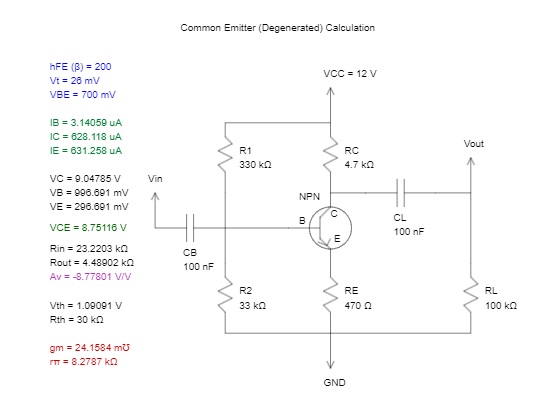 Common Emitter (Degenerated) Calculation
hFE (β) = 200
Vt = 26 mV
VBE = 700 mV
IB = 3.14059 uA
IC = 628.118 uA
IE = 631.258 uA
VC = 9.04785 V
VB = 996.691 mV
VE = 296.691 mV
VCE = 8.75116 V
Rin = 23.2203 kΩ
Rout = 4.48902 kΩ
Av = -8.77801 V/V
Vth = 1.09091 V
Rth = 30 kΩ
gm = 24.1584 m℧
rπ = 8.2787 kΩ
VCC = 12 V
R1
330 kΩ
RC
4.7 kΩ
Vout
Vin
NPN
B
C
E
CL
100 nF
CB
100 nF
R2
33 kΩ
RE
470 Ω
RL
100 kΩ
GND